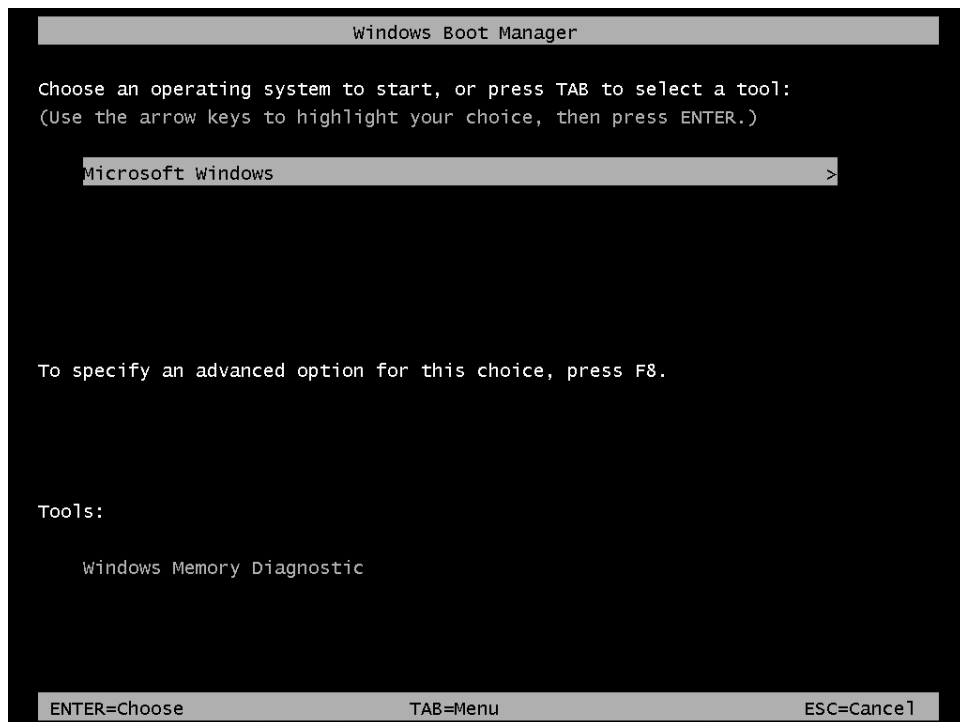 Windows Boot Manager
Choose an operating system to start, or press TAB to select a tool:
(Use the arrow keys to highlight your choice, then press ENTER.)
Microsoft Windows >
To specify an advanced option for this choice, press F8.
Tools:
Windows Memory Diagnostic
ENTER=Choose TAB=Menu ESC=Cancel